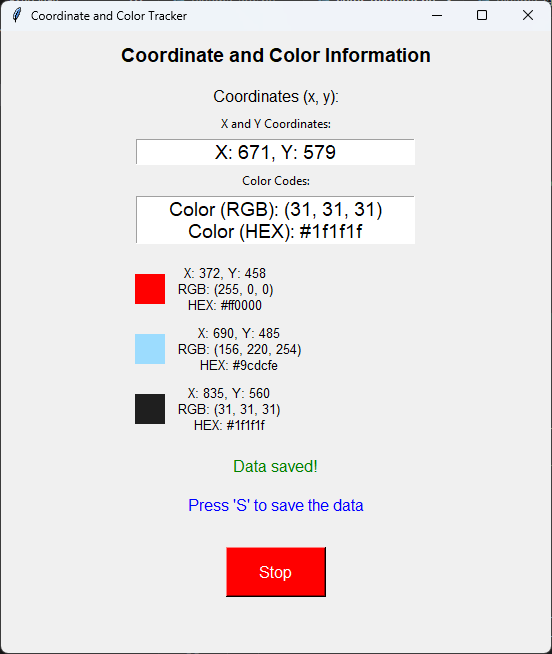 Coordinate and Color Tracker
Coordinate and Color Information
Coordinates (x, y):
X and Y Coordinates:
X: 671, Y: 579
Color Codes:
Color (RGB): (31, 31, 31)
Color (HEX): #1f1f1f
X: 372, Y: 458
RGB: (255, 0, 0)
HEX: #ff0000
X: 690, Y: 485
RGB: (156, 220, 254)
HEX: #9cdcfe
X: 835, Y: 560
RGB: (31, 31, 31)
HEX: #1f1f1f
Data saved!
Press 'S' to save the data
Stop